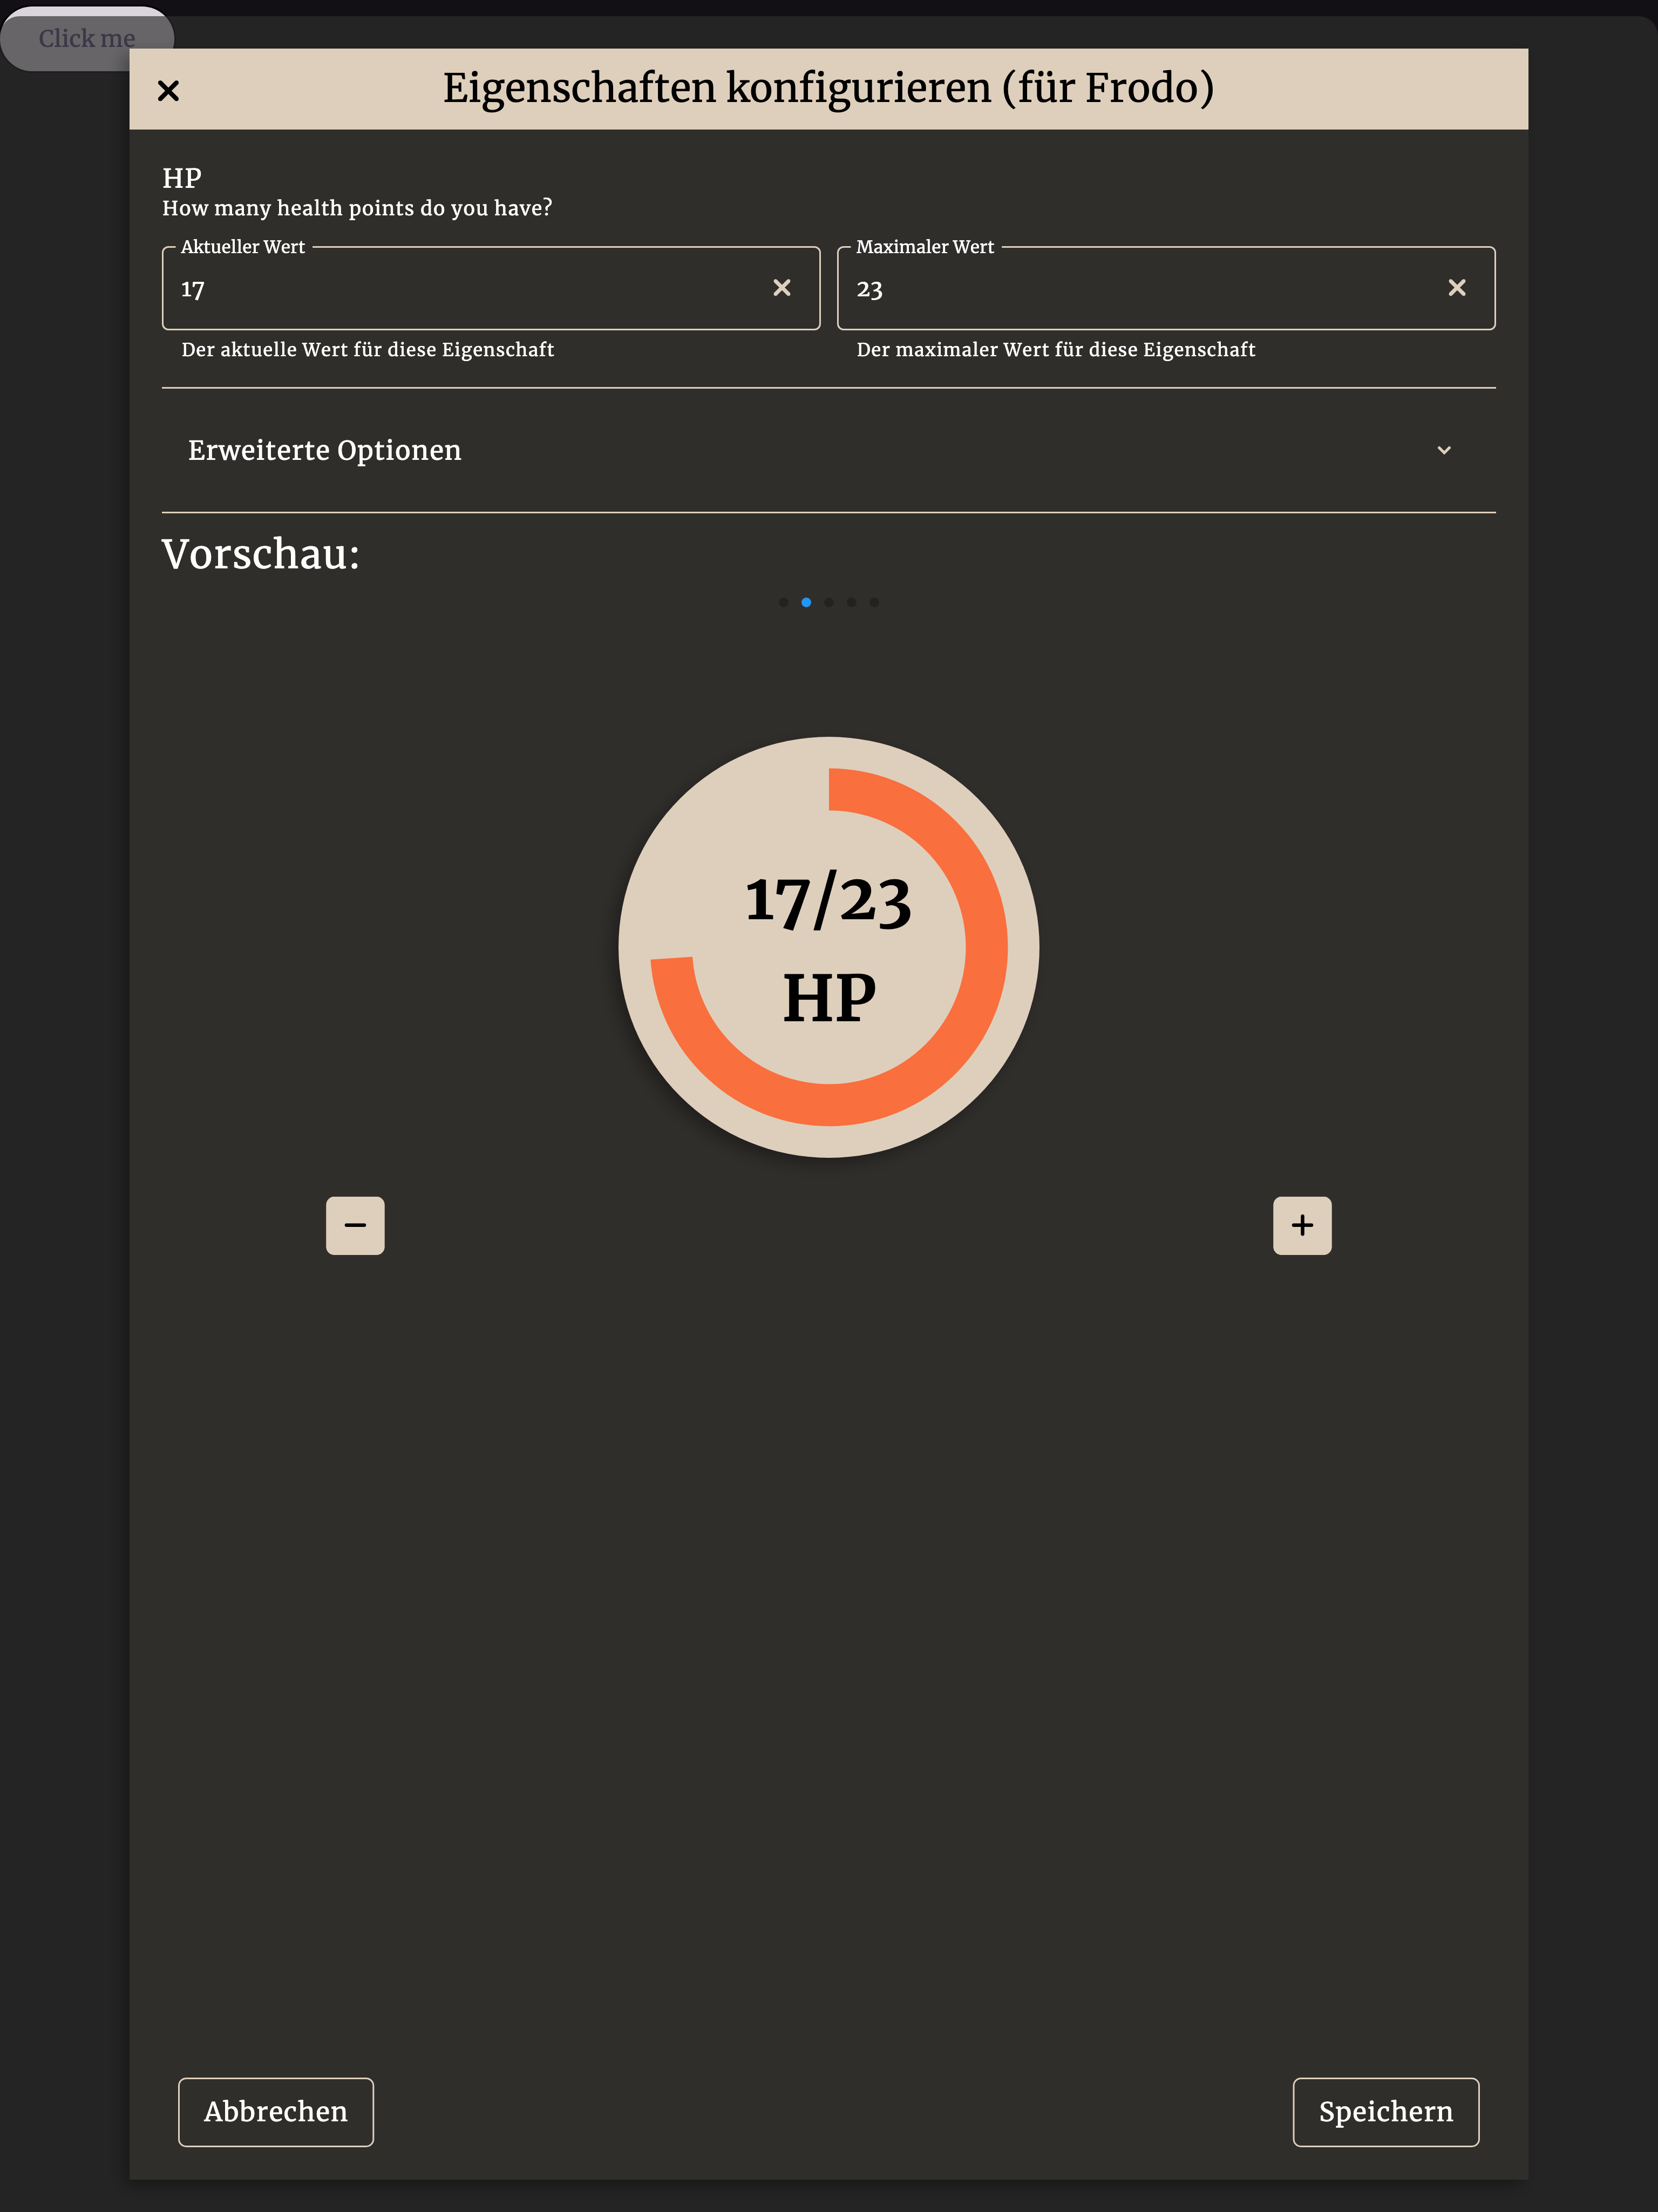 Click me
Eigenschaften konfigurieren (für Frodo)
HP
How many health points do you have?
Aktueller Wert
17
Der aktuelle Wert für diese Eigenschaft
Maximaler Wert
23
Der maximaler Wert für diese Eigenschaft
Erweiterte Optionen
Vorschau:
17/23
HP
Abbrechen
Speichern